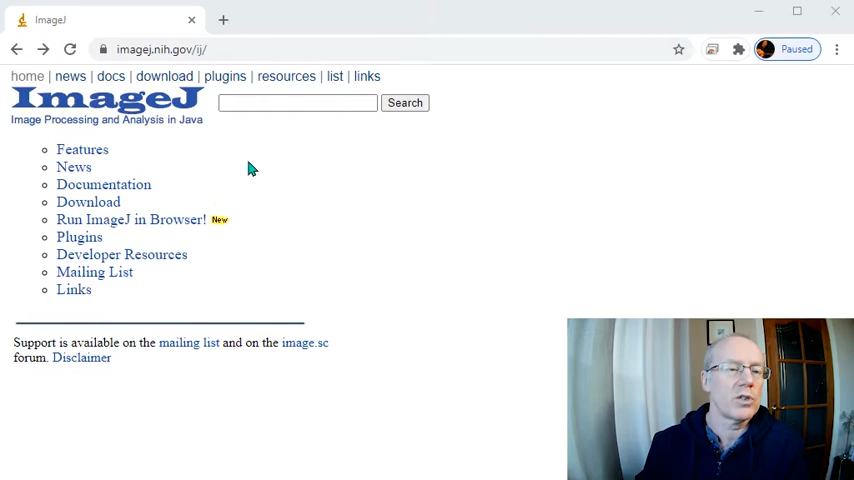 ImageJ
imagej.nih.gov/ij/
Paused
home | news | docs | download | plugins | resources | list | links
ImageJ
Search
Image Processing and Analysis in Java
Features
News
Documentation
Download
Run ImageJ in Browser! New
Plugins
Developer Resources
Mailing List
Links
Support is available on the mailing list and on the image.sc
forum. Disclaimer